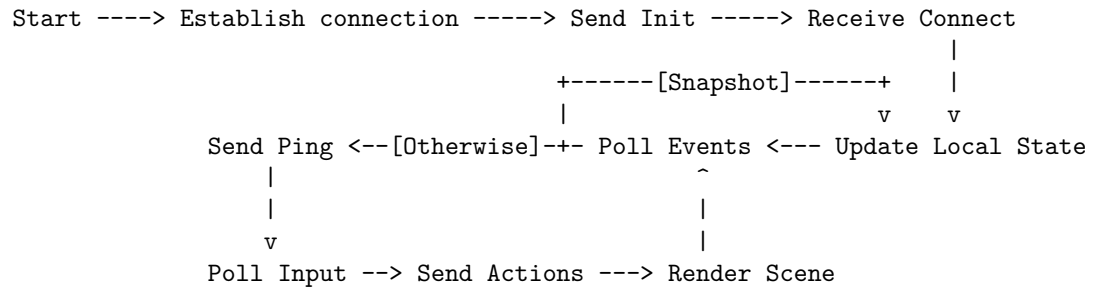 Start ----> Establish connection -----> Send Init -----> Receive Connect
|
+------[Snapshot]------+ |
| v v
Send Ping <--[Otherwise]-+- Poll Events <--- Update Local State
| ^
| |
v |
Poll Input --> Send Actions ---> Render Scene